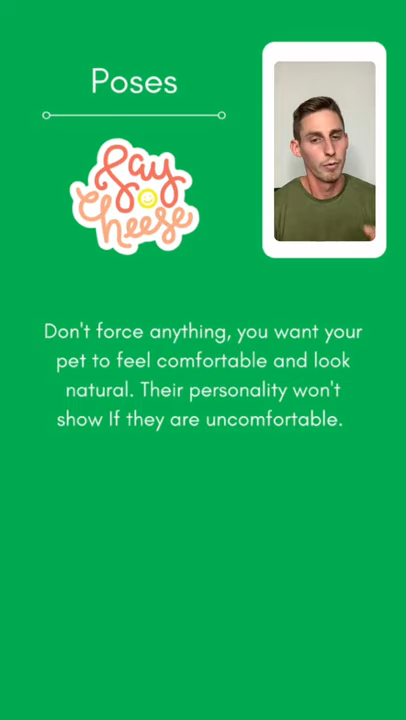 Poses
Say
Cheese
Don't force anything, you want your
pet to feel comfortable and look
natural. Their personality won't
show If they are uncomfortable.